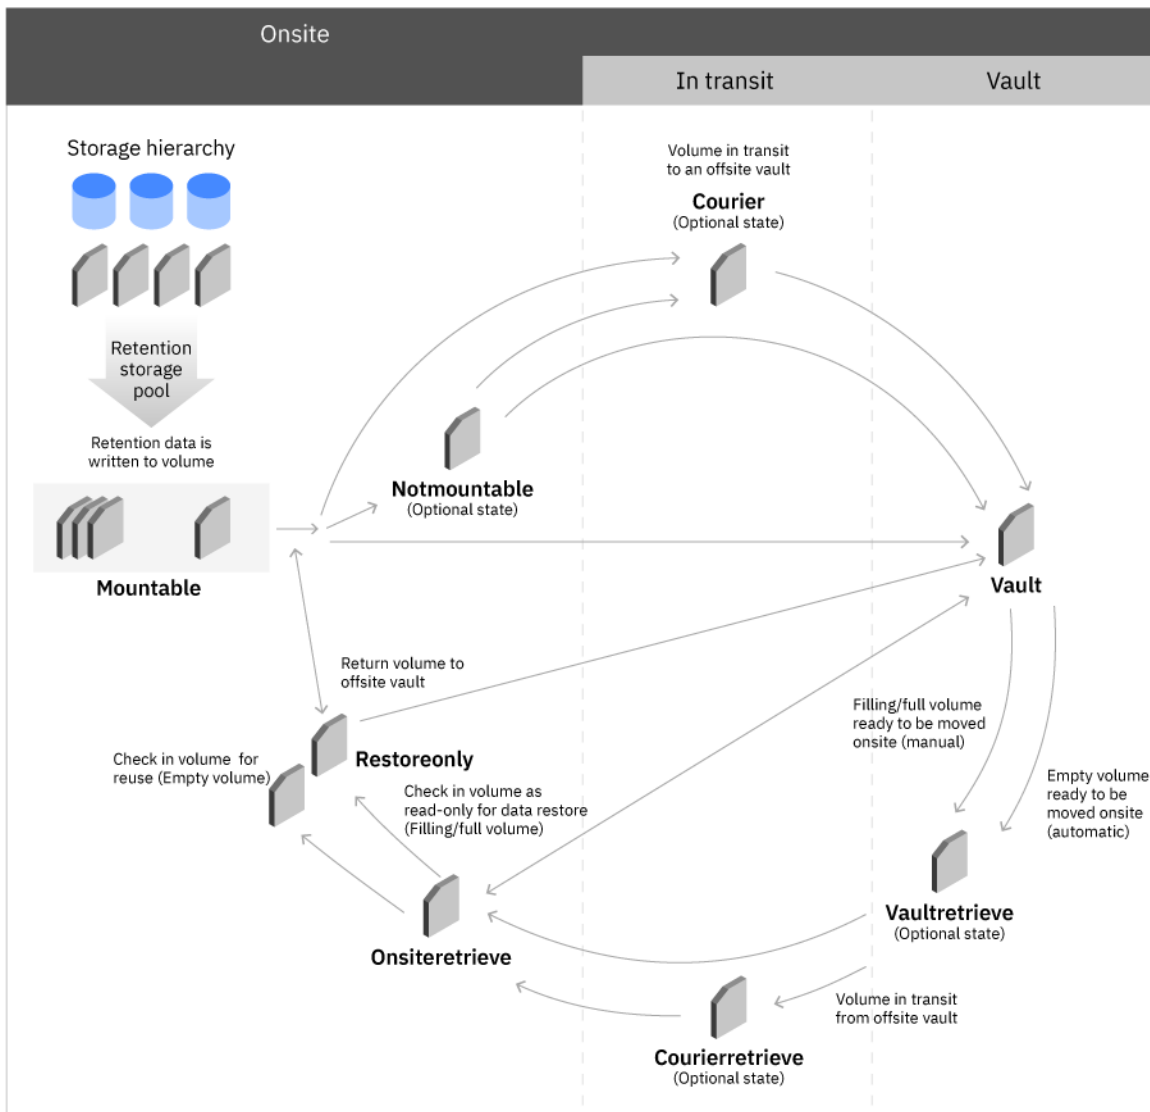 Onsite
In transit
Vault
Storage hierarchy
Retention
storage
pool
Retention data is
written to volume
Mountable
Volume in transit
to an offsite vault
Courier
(Optional state)
Notmountable
(Optional state)
Vault
Return volume to
offsite vault
Restoreonly
Check in volume for
reuse (Empty volume)
Check in volume as
read-only for data restore
(Filling/full volume)
Onsiteretrieve
Filling/full volume
ready to be moved
onsite (manual)
Empty volume
ready to be
moved onsite
(automatic)
Vaultretrieve
(Optional state)
Volume in transit
from offsite vault
Courierretrieve
(Optional state)